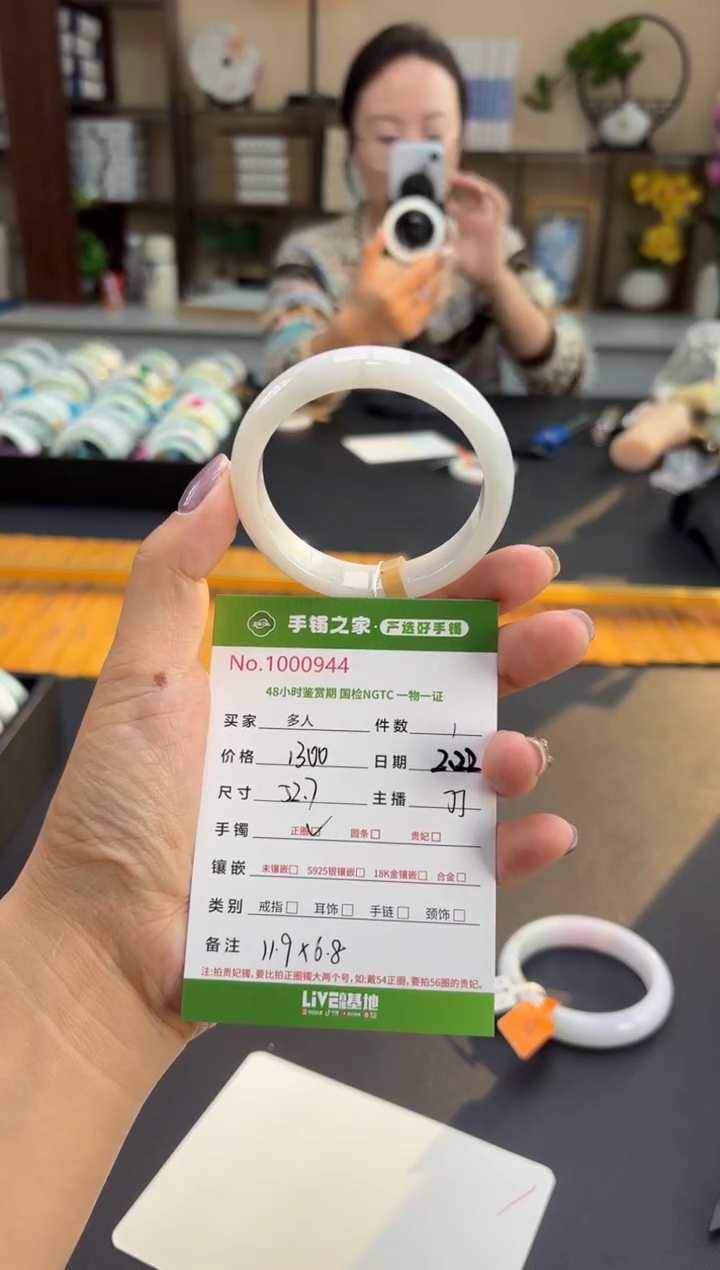 手镯之家·严选好手镯
No.1000944
48小时鉴赏期 国检NGTC 一物一证
买家 多人 件数 1
价格 1300 日期 2.22
尺寸 52.7 主播
手镯 正圈☑ 圆条□ 贵妃□
镶嵌 未镶嵌□ S925银镶嵌□ 18K金镶嵌□ 合金□
类别 戒指□ 耳饰□ 手链□ 颈饰□
备注 11.9×6.8
注:拍贵妃镯,要比拍正圈镯大两个号,如:戴54正圈,要拍56圈的贵妃。
LIVE 基地